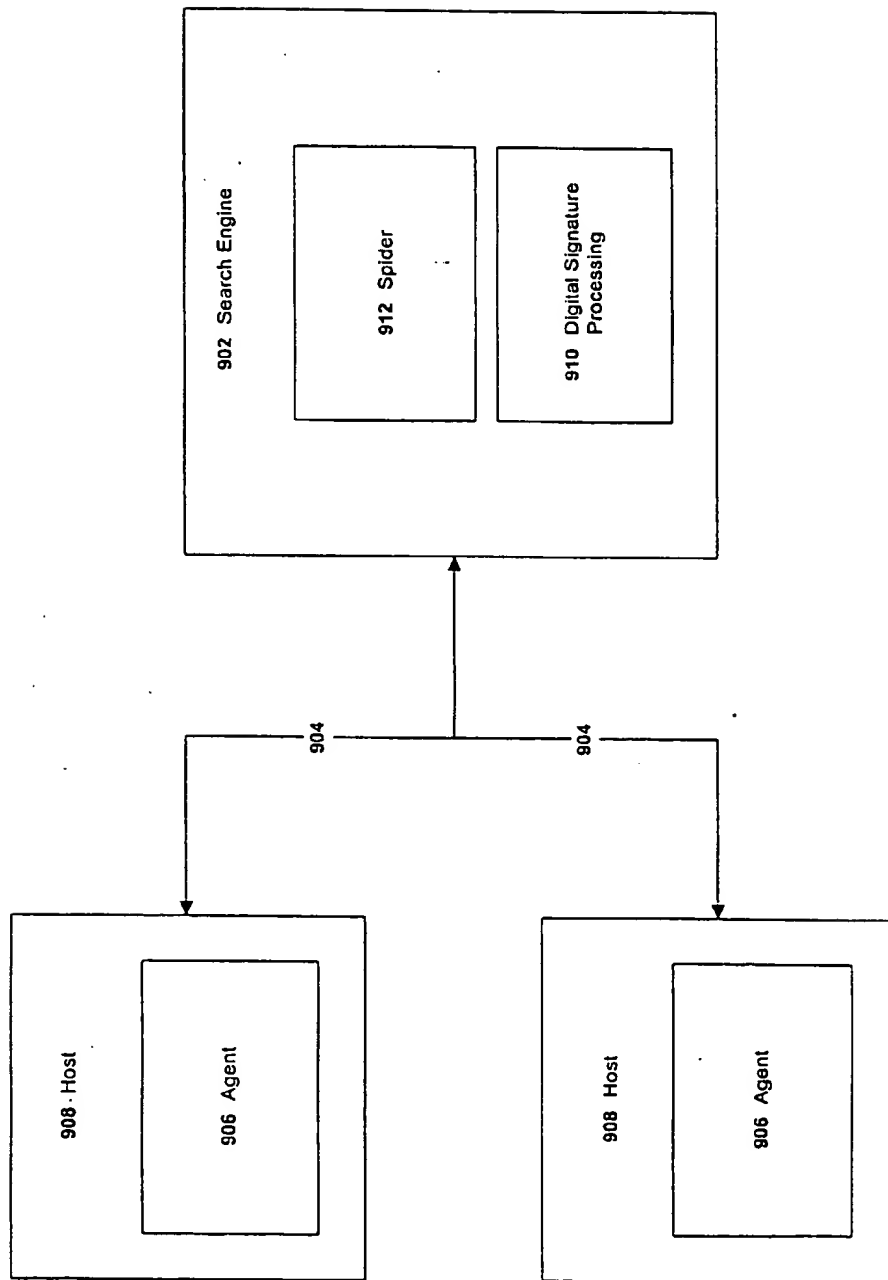 902 Search Engine
912 Spider
910 Digital Signature
Processing
904
904
908 Host
906 Agent
908 Host
906 Agent